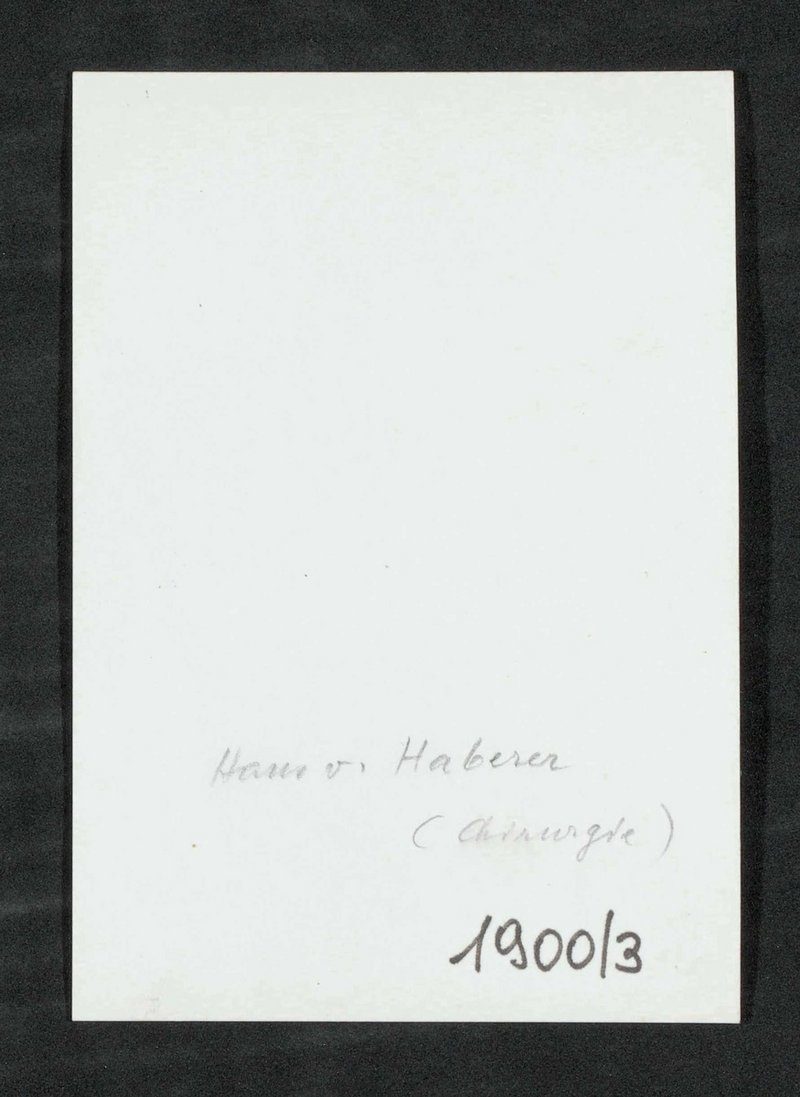 Hans v. Haberer
(Chirurgie)
1900/3